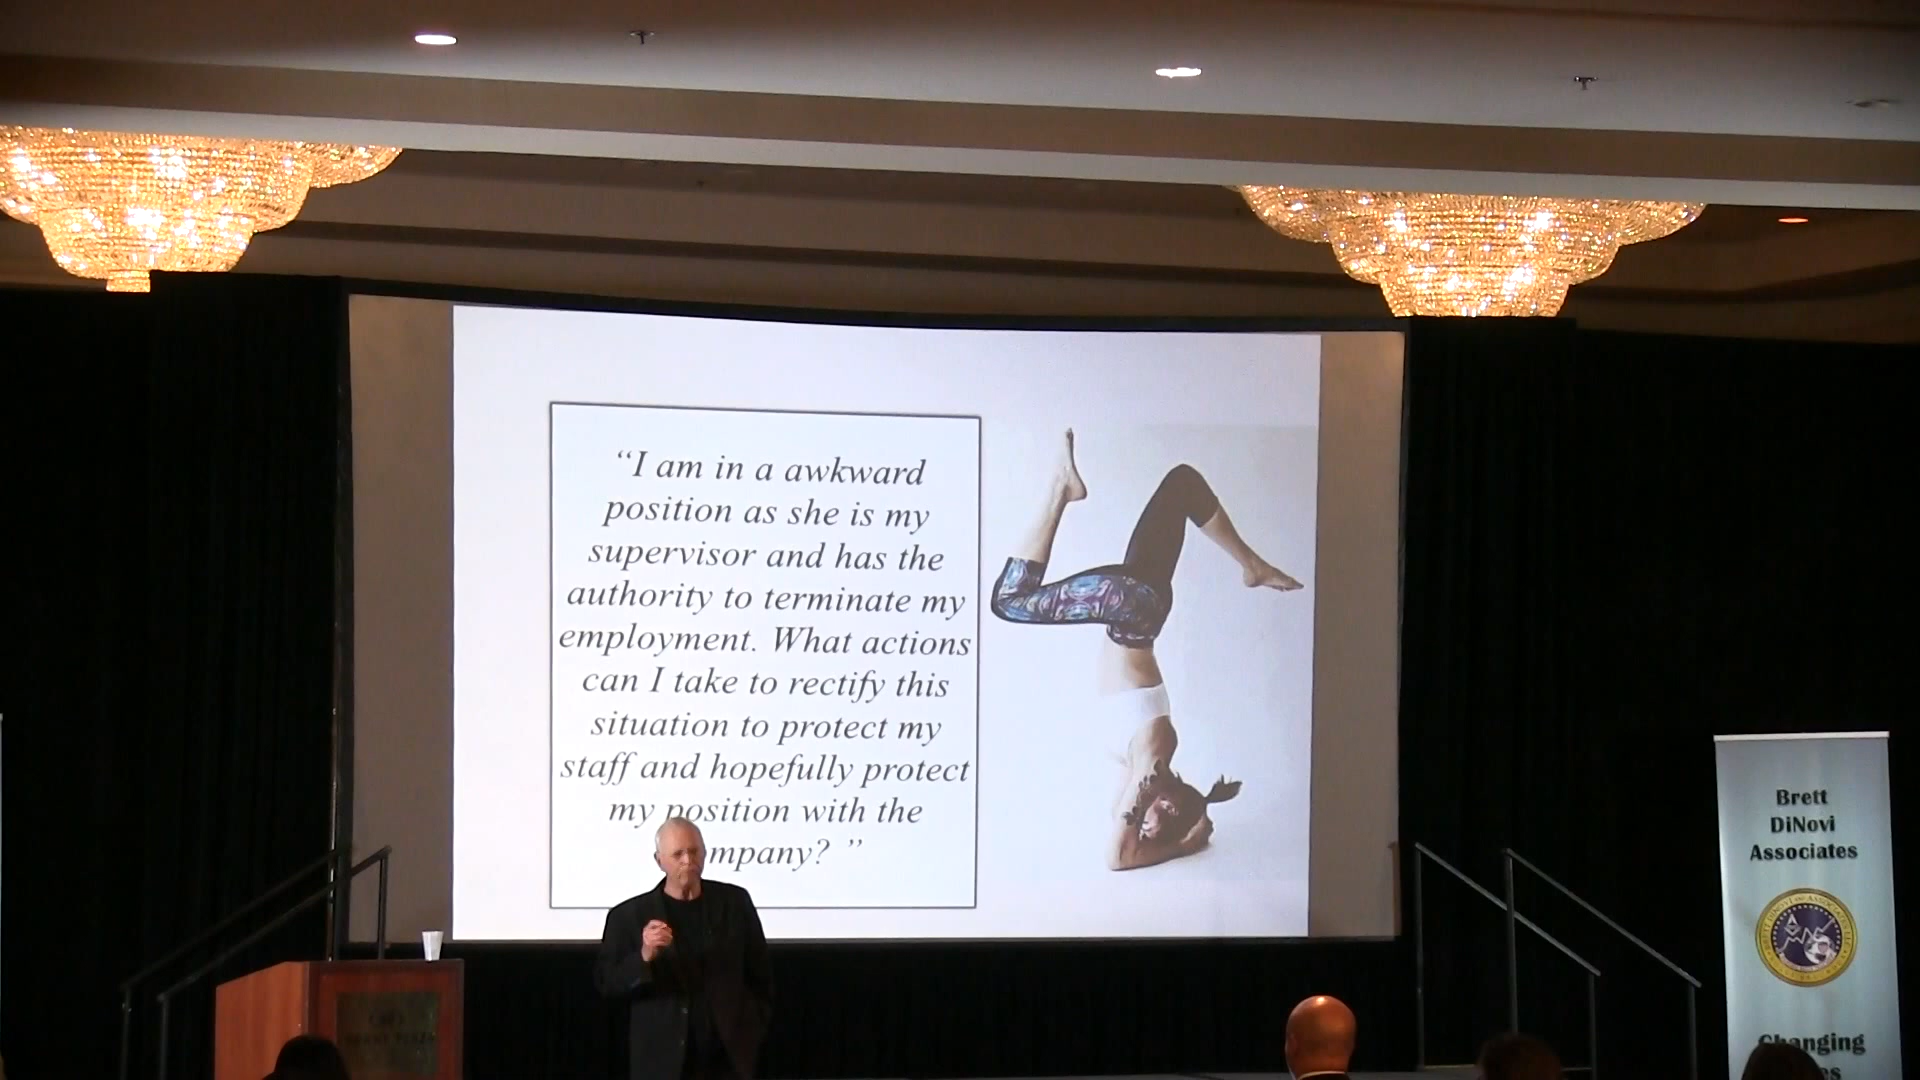 “I am in a awkward
position as she is my
supervisor and has the
authority to terminate my
employment. What actions
can I take to rectify this
situation to protect my
staff and hopefully protect
my position with the
mpany? ”
Brett
DiNovi
Associates